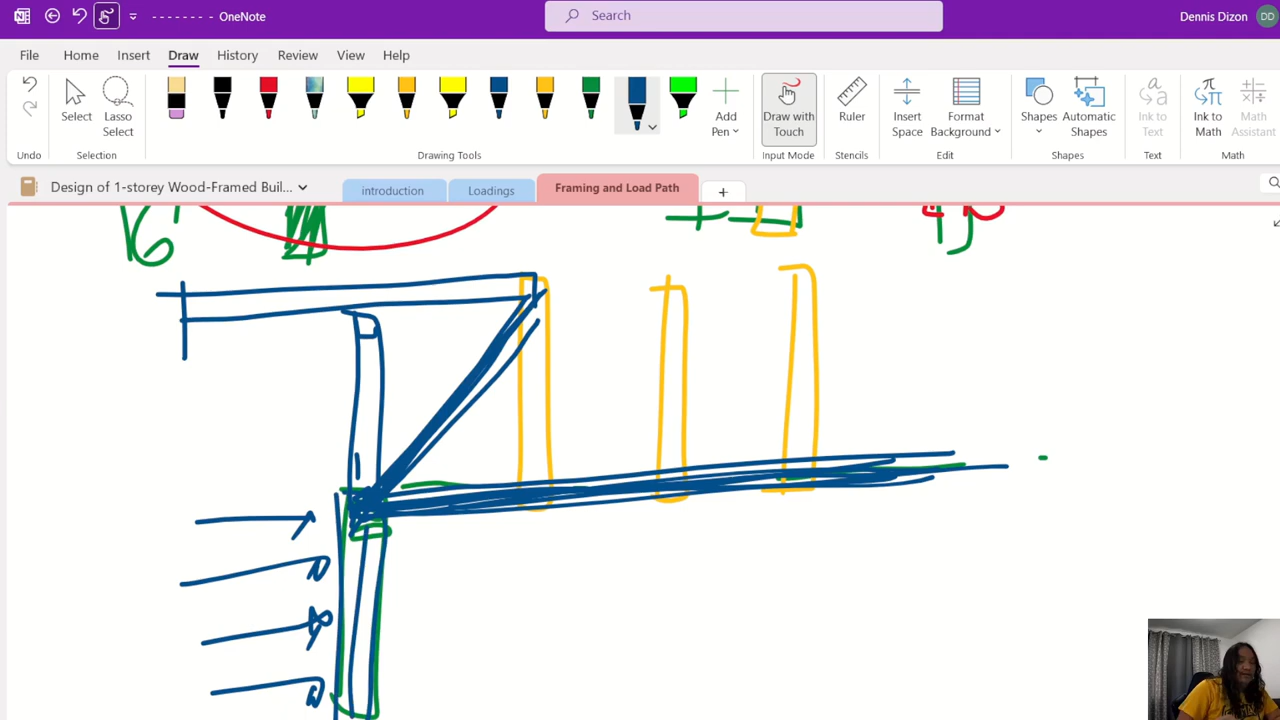 - - - - - - - - OneNote
Search
Dennis Dizon
DD
File Home Insert Draw History Review View Help
Select
Lasso Select
Add Pen
Draw with Touch
Ruler
Insert Space
Format Background
Shapes
Automatic Shapes
Ink to Text
Ink to Math
Math Assistant
Undo
Selection
Drawing Tools
Input Mode
Stencils
Edit
Shapes
Text
Math
Design of 1-storey Wood-Framed Buil...
introduction
Loadings
Framing and Load Path